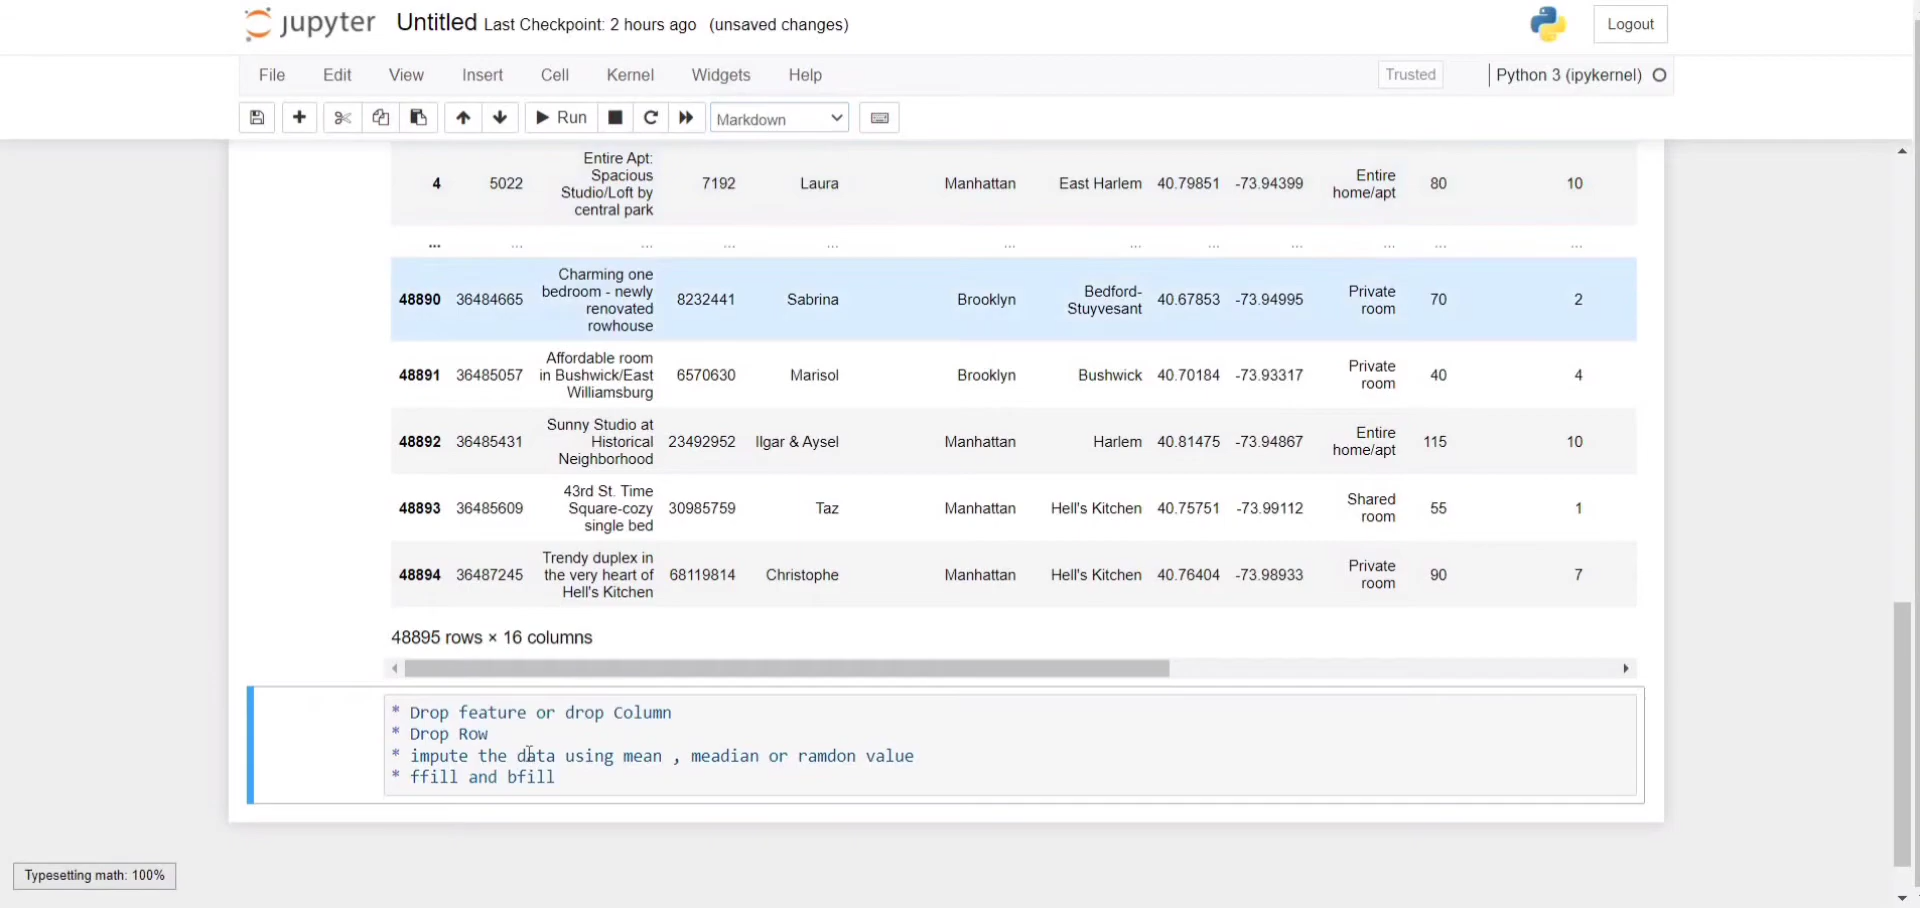 jupyter Untitled Last Checkpoint: 2 hours ago (unsaved changes) Logout
File Edit View Insert Cell Kernel Widgets Help Trusted Python 3 (ipykernel)
Run Markdown
4 5022 Entire Apt: Spacious Studio/Loft by central park 7192 Laura Manhattan East Harlem 40.79851 -73.94399 Entire home/apt 80 10
... ... ... ... ... ... ... ... ... ... ... ...
48890 36484665 Charming one bedroom - newly renovated rowhouse 8232441 Sabrina Brooklyn Bedford-Stuyvesant 40.67853 -73.94995 Private room 70 2
48891 36485057 Affordable room in Bushwick/East Williamsburg 6570630 Marisol Brooklyn Bushwick 40.70184 -73.93317 Private room 40 4
48892 36485431 Sunny Studio at Historical Neighborhood 23492952 Ilgar & Aysel Manhattan Harlem 40.81475 -73.94867 Entire home/apt 115 10
48893 36485609 43rd St. Time Square-cozy single bed 30985759 Taz Manhattan Hell's Kitchen 40.75751 -73.99112 Shared room 55 1
48894 36487245 Trendy duplex in the very heart of Hell's Kitchen 68119814 Christophe Manhattan Hell's Kitchen 40.76404 -73.98933 Private room 90 7
48895 rows × 16 columns
* Drop feature or drop Column
* Drop Row
* impute the data using mean , meadian or ramdon value
* ffill and bfill
Typesetting math: 100%